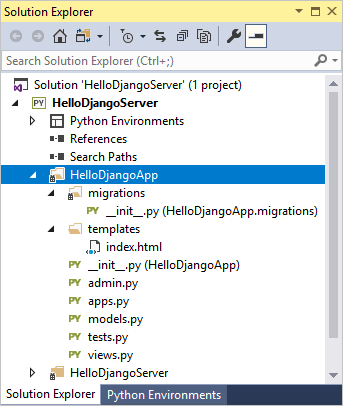 Solution Explorer
Search Solution Explorer (Ctrl+;)
Solution 'HelloDjangoServer' (1 project)
PY HelloDjangoServer
Python Environments
References
Search Paths
HelloDjangoApp
migrations
PY __init__.py (HelloDjangoApp.migrations)
templates
index.html
PY __init__.py (HelloDjangoApp)
PY admin.py
PY apps.py
PY models.py
PY tests.py
PY views.py
HelloDjangoServer
Solution Explorer Python Environments